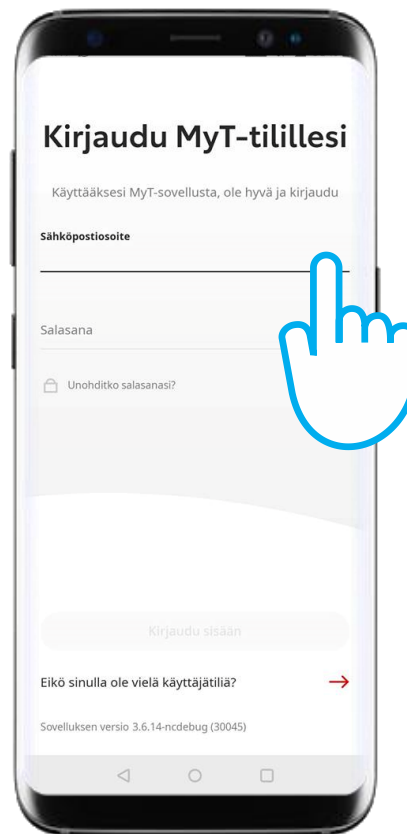 Kirjaudu MyT-tilillesi
Käyttääksesi MyT-sovellusta, ole hyvä ja kirjaudu
Sähköpostiosoite
Salasana
Unohditko salasanasi?
Kirjaudu sisään
Eikö sinulla ole vielä käyttäjätiliä?
Sovelluksen versio 3.6.14-ncdebug (30045)